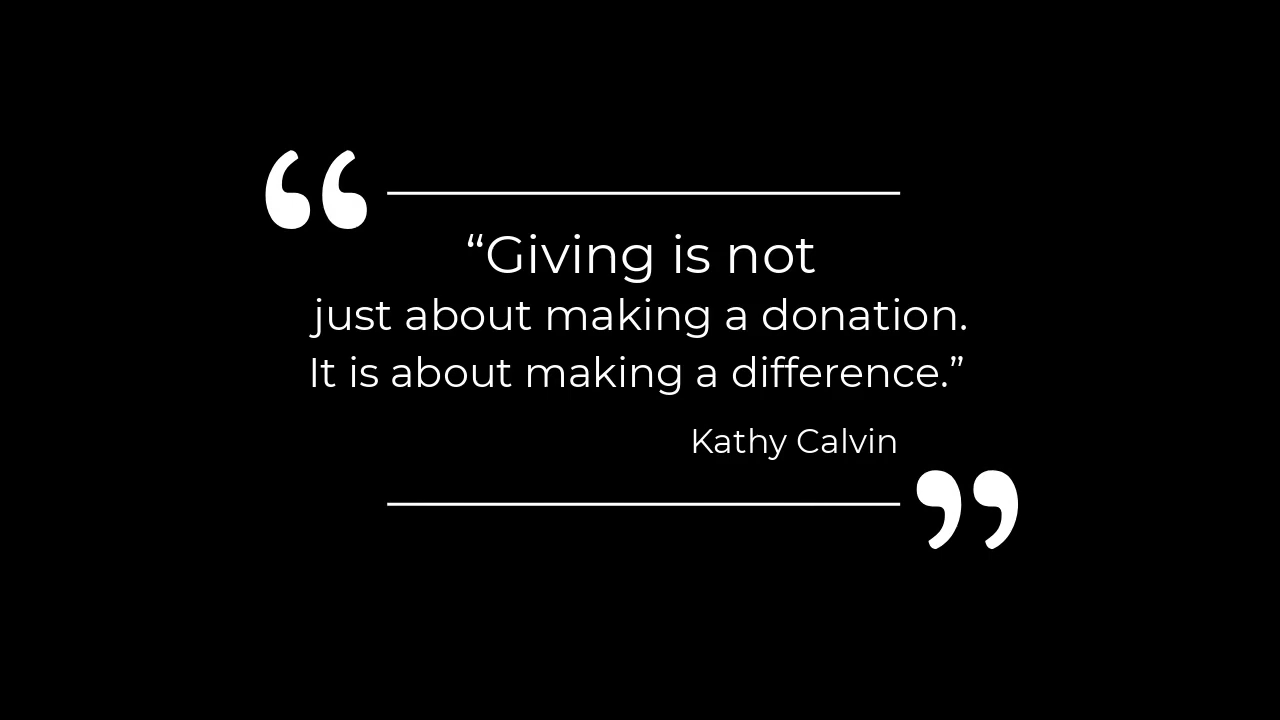 “Giving is not
just about making a donation.
It is about making a difference.”
Kathy Calvin